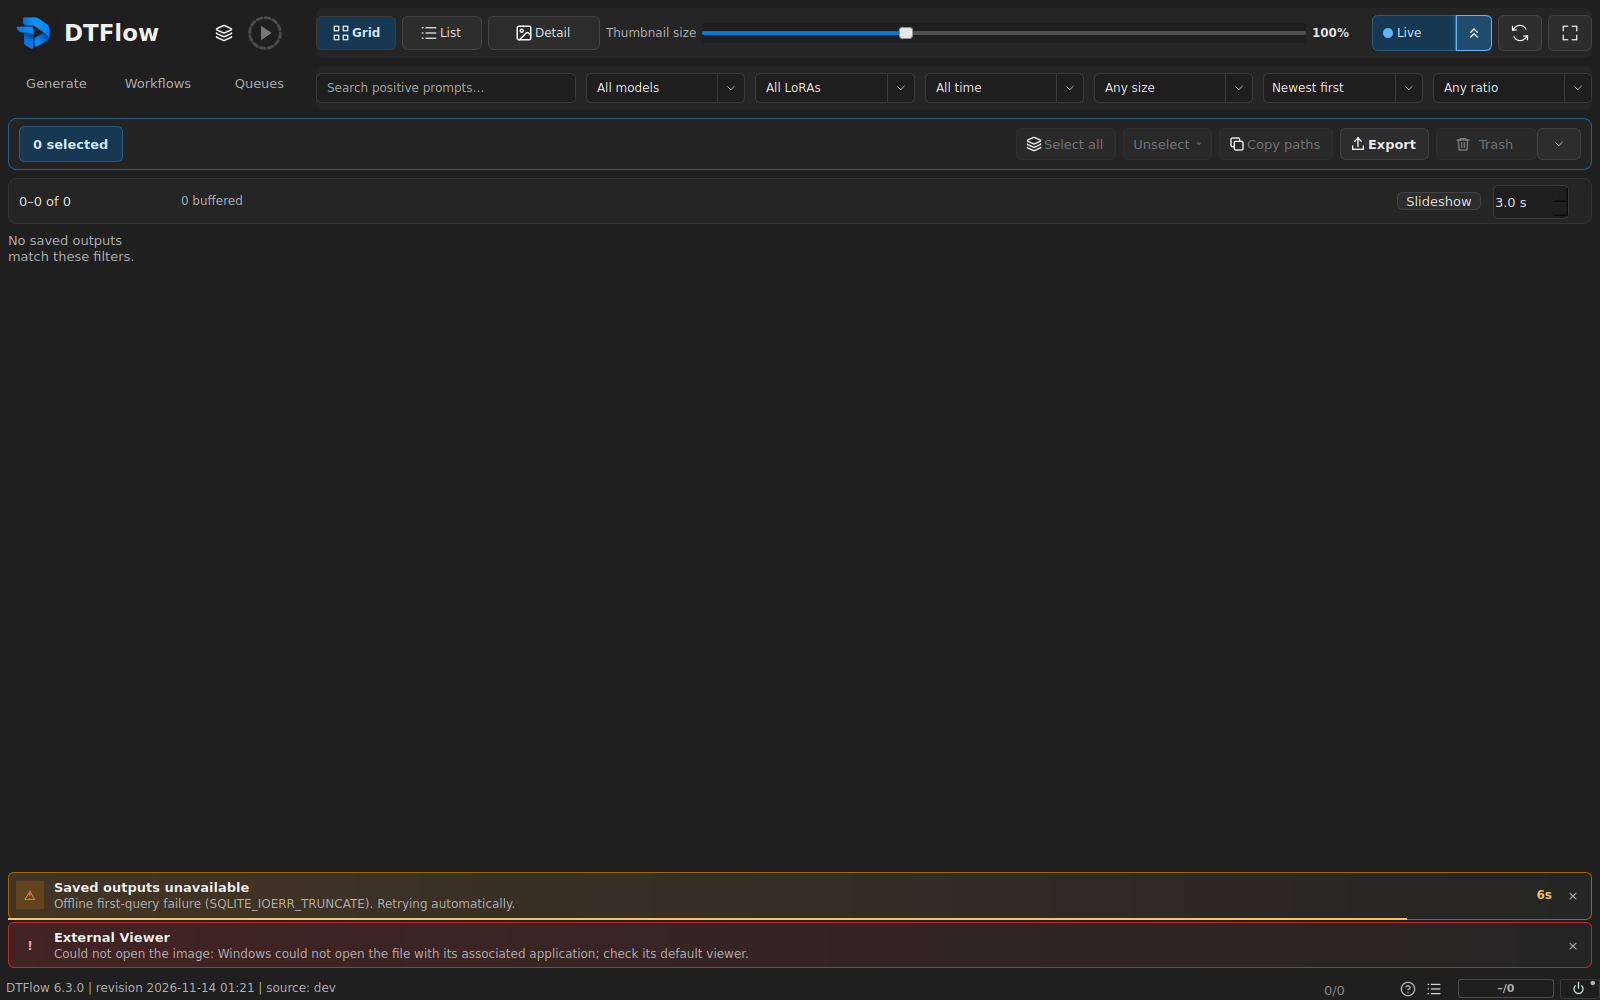 DTFlow
Grid
List
Detail
Thumbnail size
100%
Live
Generate
Workflows
Queues
Search positive prompts...
All models
All LoRAs
All time
Any size
Newest first
Any ratio
0 selected
Select all
Unselect
Copy paths
Export
Trash
0–0 of 0
0 buffered
Slideshow
3.0 s
No saved outputs
match these filters.
Saved outputs unavailable
Offline first-query failure (SQLITE_IOERR_TRUNCATE). Retrying automatically.
6s
External Viewer
Could not open the image: Windows could not open the file with its associated application; check its default viewer.
DTFlow 6.3.0 | revision 2026-11-14 01:21 | source: dev
0/0
–/0